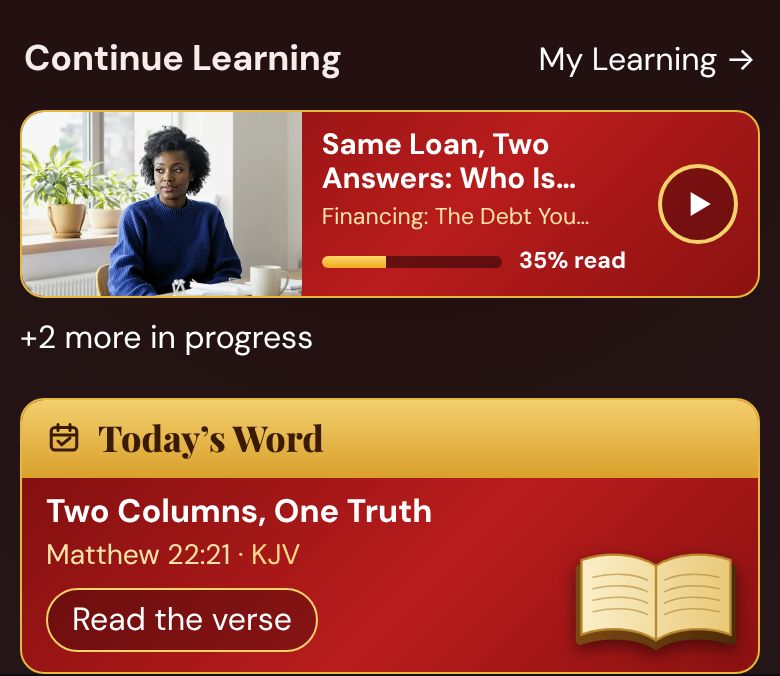 Continue Learning
My Learning →
Same Loan, Two
Answers: Who Is...
Financing: The Debt You...
35% read
+2 more in progress
Today’s Word
Two Columns, One Truth
Matthew 22:21 · KJV
Read the verse